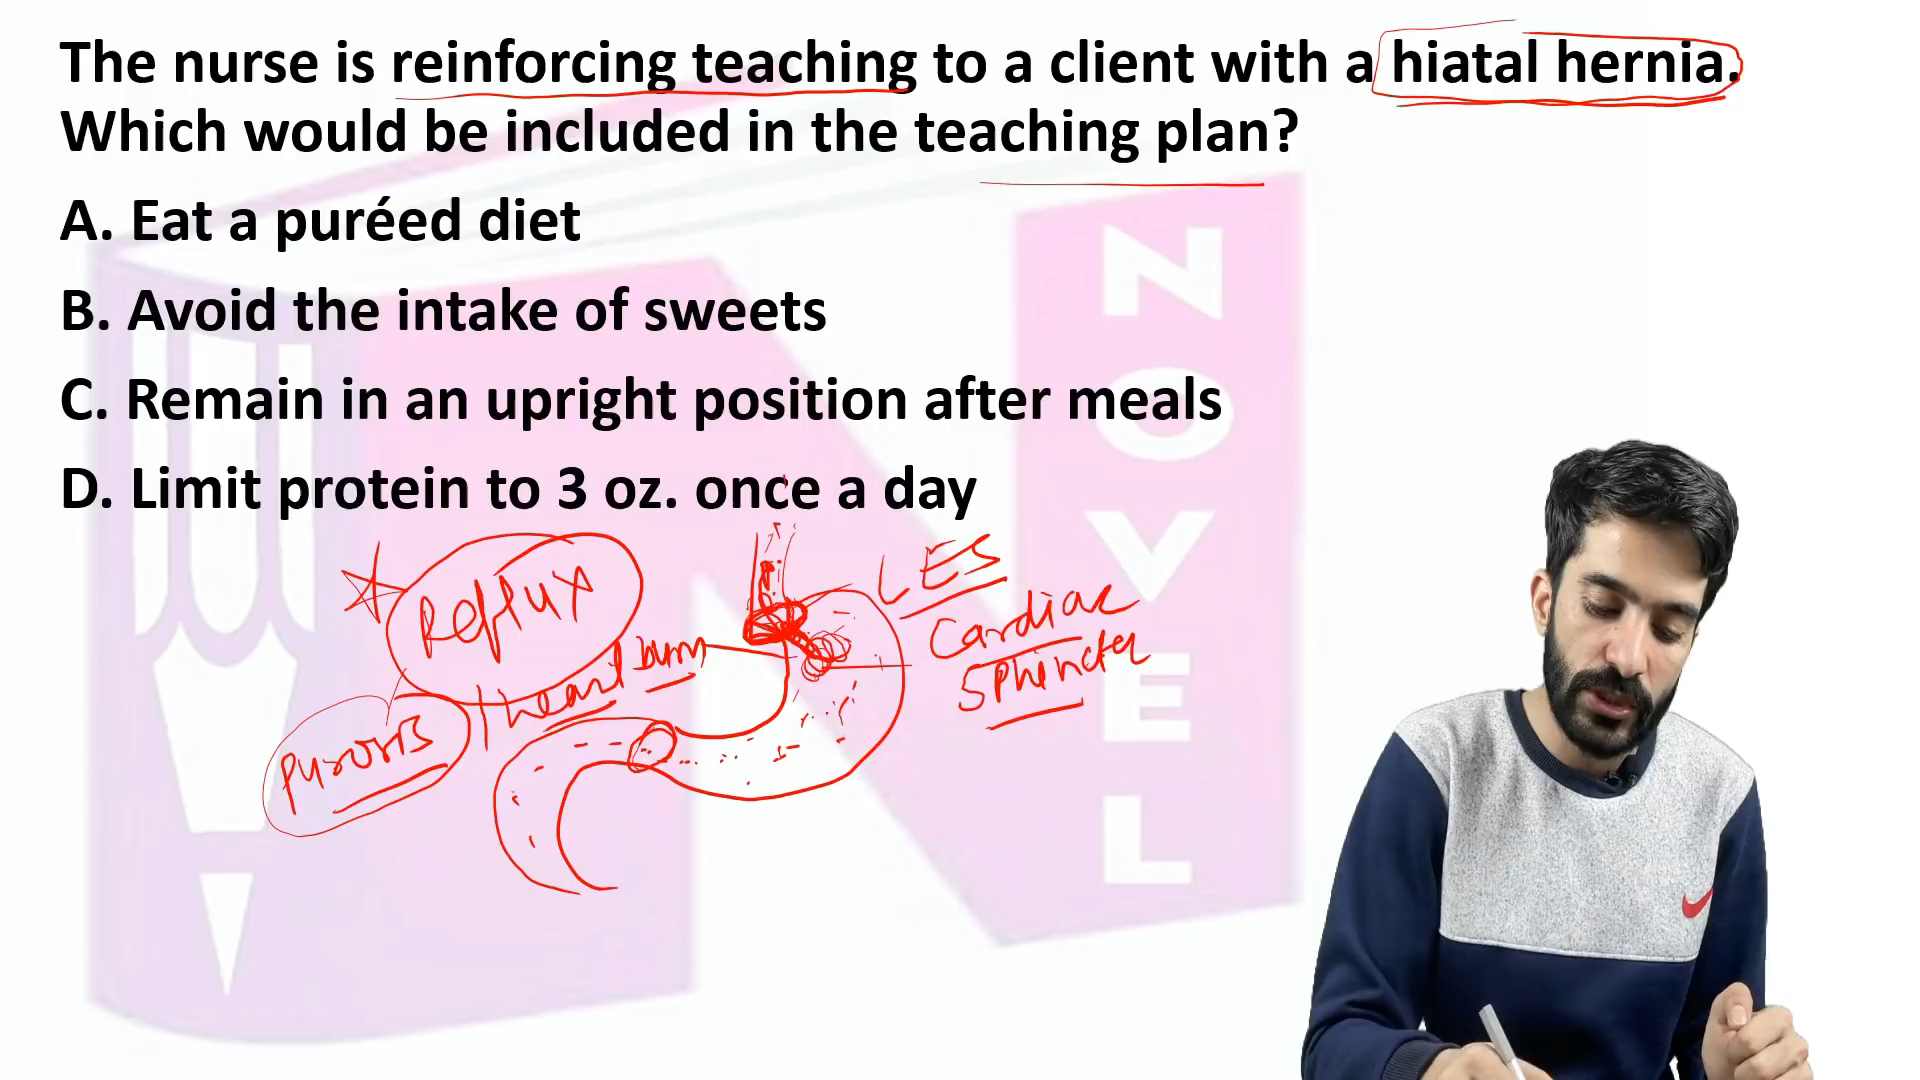 The nurse is reinforcing teaching to a client with a hiatal hernia.
Which would be included in the teaching plan?
A. Eat a puréed diet
B. Avoid the intake of sweets
C. Remain in an upright position after meals
D. Limit protein to 3 oz. once a day
Reflux
LES
Cardiac
Sphincter
heart burn
NOVEL